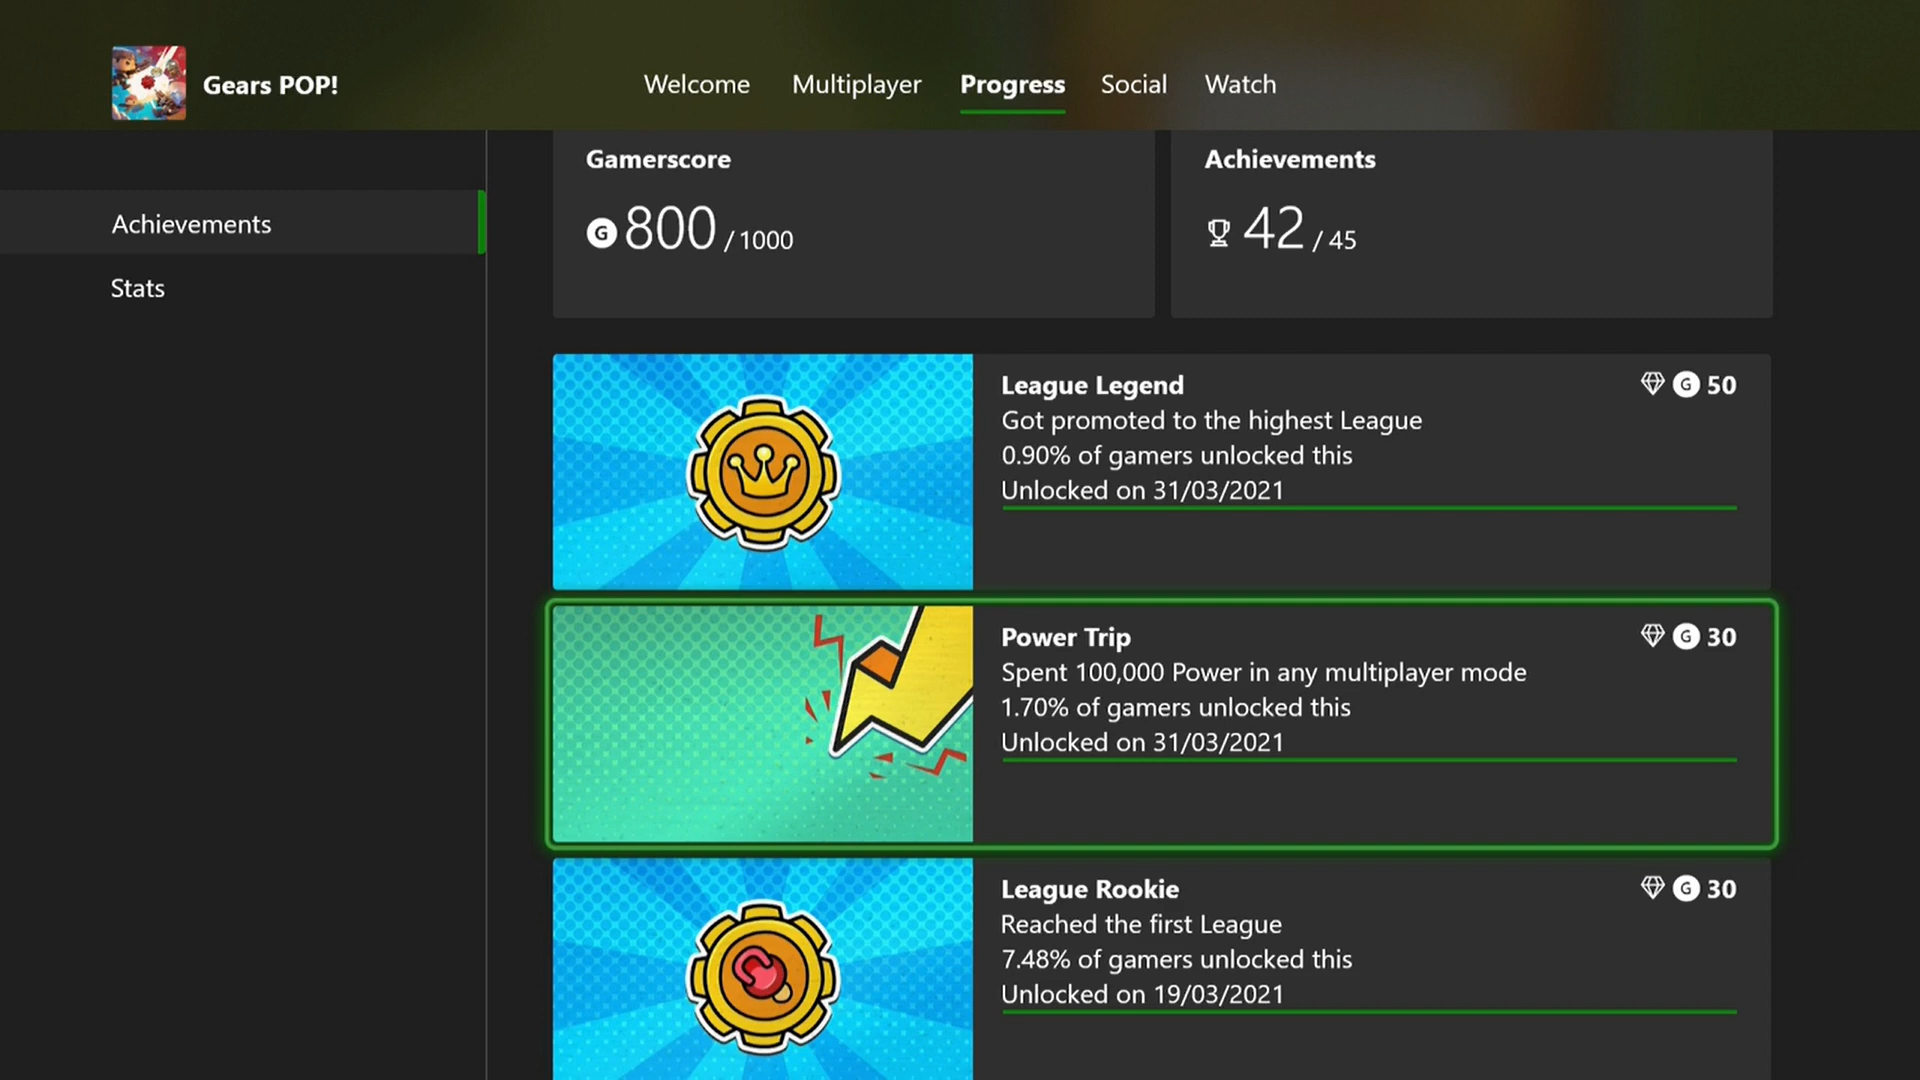 Gears POP!
Welcome
Multiplayer
Progress
Social
Watch
Achievements
Stats
Gamerscore
G 800 / 1000
Achievements
42 / 45
League Legend
G 50
Got promoted to the highest League
0.90% of gamers unlocked this
Unlocked on 31/03/2021
Power Trip
G 30
Spent 100,000 Power in any multiplayer mode
1.70% of gamers unlocked this
Unlocked on 31/03/2021
League Rookie
G 30
Reached the first League
7.48% of gamers unlocked this
Unlocked on 19/03/2021